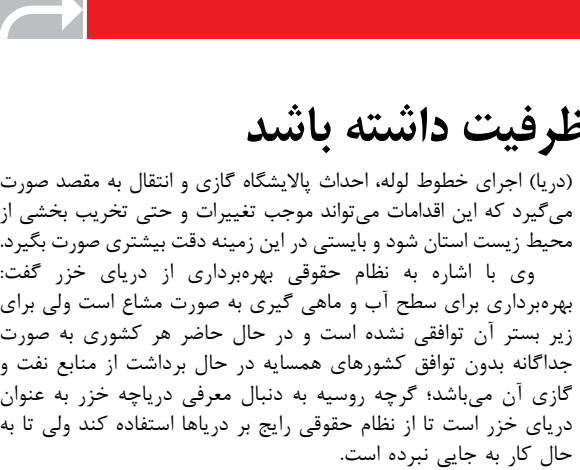 ظرفیت داشته باشد
(دریا) اجرای خطوط لوله، احداث پالایشگاه گازی و انتقال به مقصد صورت
می‌گیرد که این اقدامات می‌تواند موجب تغییرات و حتی تخریب بخشی از
محیط زیست استان شود و بایستی در این زمینه دقت بیشتری صورت بگیرد.
وی با اشاره به نظام حقوقی بهره‌برداری از دریای خزر گفت:
بهره‌برداری برای سطح آب و ماهی گیری به صورت مشاع است ولی برای
زیر بستر آن توافقی نشده است و در حال حاضر هر کشوری به صورت
جداگانه بدون توافق کشورهای همسایه در حال برداشت از منابع نفت و
گازی آن می‌باشد؛ گرچه روسیه به دنبال معرفی دریاچه خزر به عنوان
دریای خزر است تا از نظام حقوقی رایج بر دریاها استفاده کند ولی تا به
حال کار به جایی نبرده است.